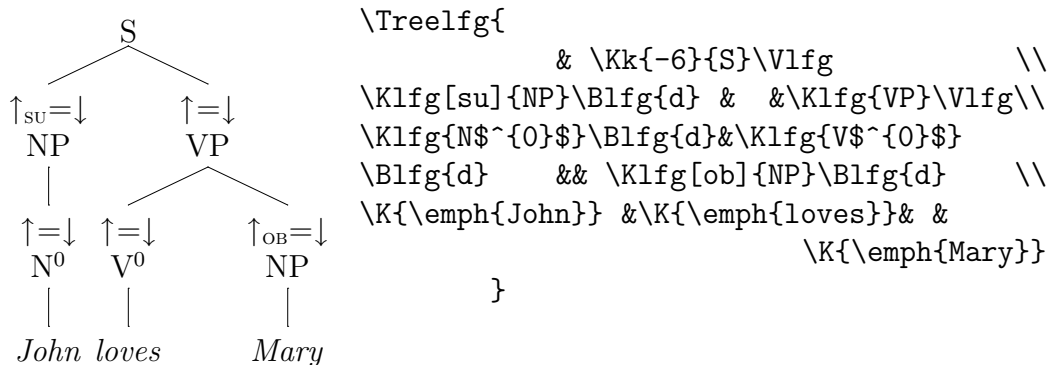 S
↑SU=↓ ↑=↓
NP VP
↑=↓ ↑=↓ ↑OB=↓
N⁰ V⁰ NP
John loves Mary
\Treelfg{
& \Kk{-6}{S}\Vlfg \\
\Klfg[su]{NP}\Blfg{d} & &\Klfg{VP}\Vlfg\\
\Klfg{N$^{0}$}\Blfg{d}&\Klfg{V$^{0}$}
\Blfg{d} && \Klfg[ob]{NP}\Blfg{d} \\
\K{\emph{John}} &\K{\emph{loves}}& &
\K{\emph{Mary}}
}